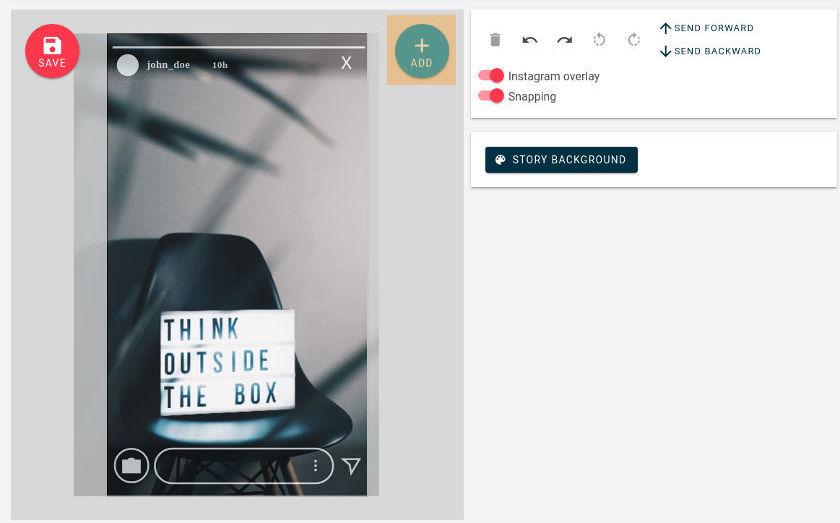 SAVE
john_doe 10h
X
ADD
THINK
OUTSIDE
THE BOX
SEND FORWARD
SEND BACKWARD
Instagram overlay
Snapping
STORY BACKGROUND